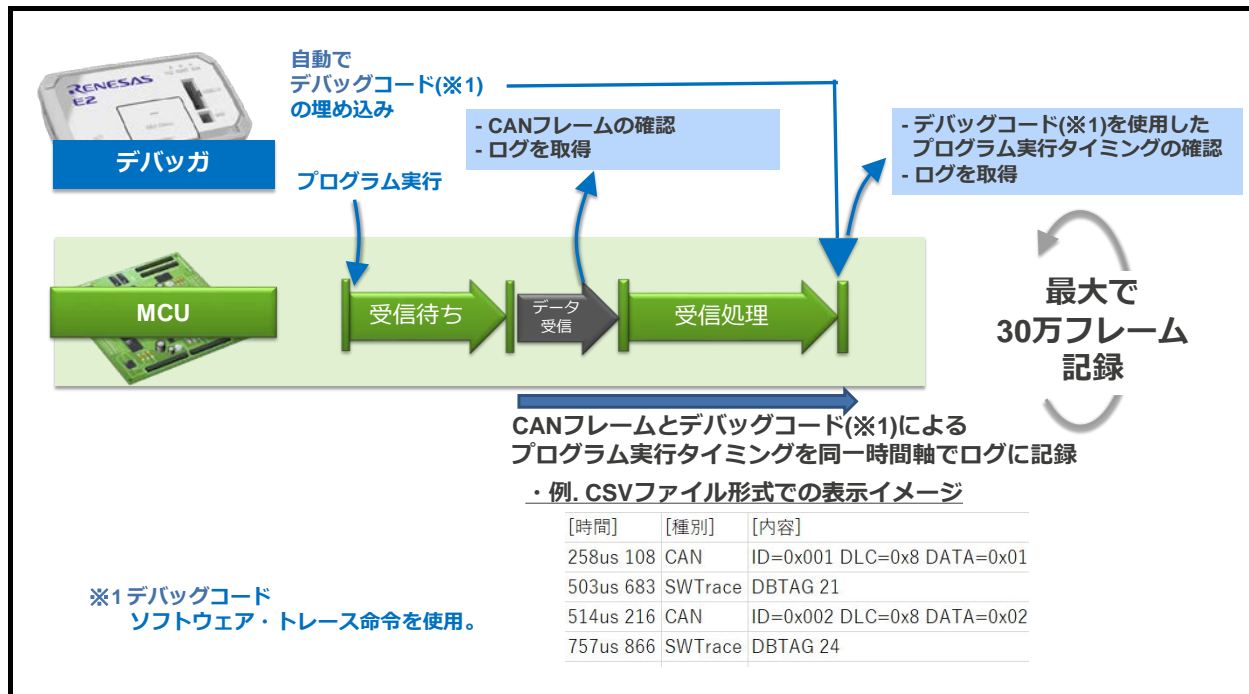 RENESAS
E2
自動で
デバッグコード(※1)
の埋め込み
デバッガ
プログラム実行
- CANフレームの確認
- ログを取得
- デバッグコード(※1)を使用した
プログラム実行タイミングの確認
- ログを取得
MCU
受信待ち
データ
受信
受信処理
最大で
30万フレーム
記録
CANフレームとデバッグコード(※1)による
プログラム実行タイミングを同一時間軸でログに記録
・例. CSVファイル形式での表示イメージ
[時間] [種別] [内容]
258us 108 CAN ID=0x001 DLC=0x8 DATA=0x01
503us 683 SWTrace DBTAG 21
514us 216 CAN ID=0x002 DLC=0x8 DATA=0x02
757us 866 SWTrace DBTAG 24
※1 デバッグコード
ソフトウェア・トレース命令を使用。